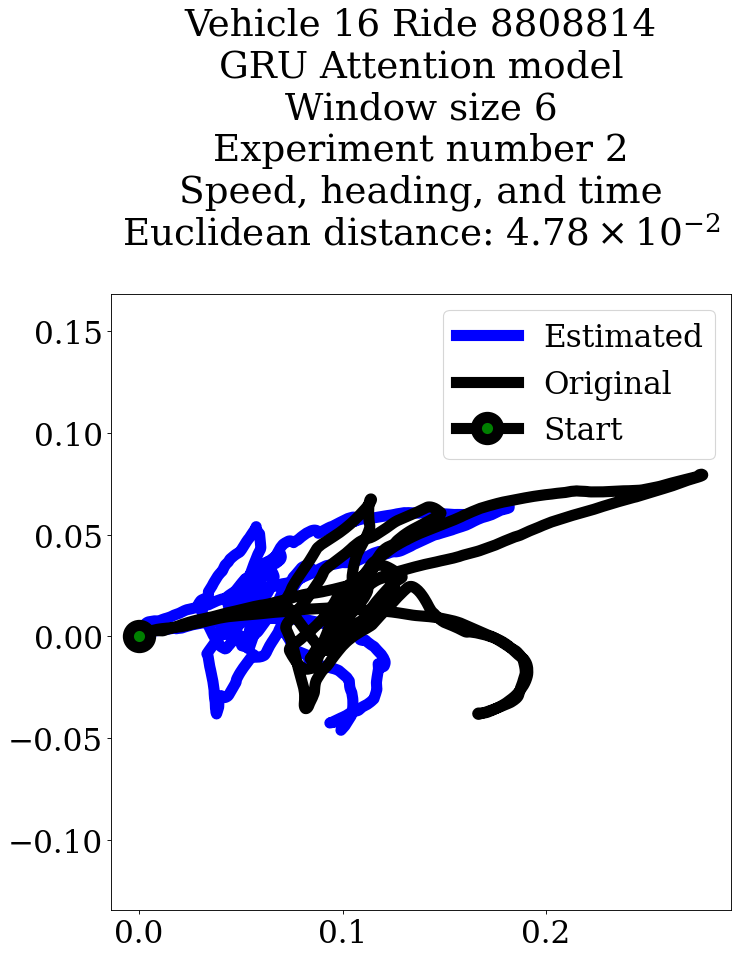 Vehicle 16 Ride 8808814
GRU Attention model
Window size 6
Experiment number 2
Speed, heading, and time
Euclidean distance: 4.78 × 10⁻²
Estimated
Original
Start
0.15
0.10
0.05
0.00
−0.05
−0.10
0.0 0.1 0.2